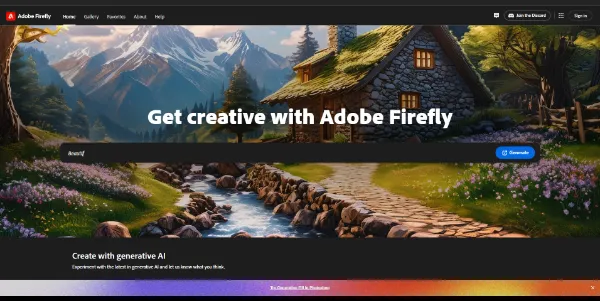 Adobe Firefly Home Gallery Favorites About Help Join the Discord Sign in
Get creative with Adobe Firefly
Beautif Generate
Create with generative AI
Experiment with the latest in generative AI and let us know what you think.
Try Generative Fill in Photoshop